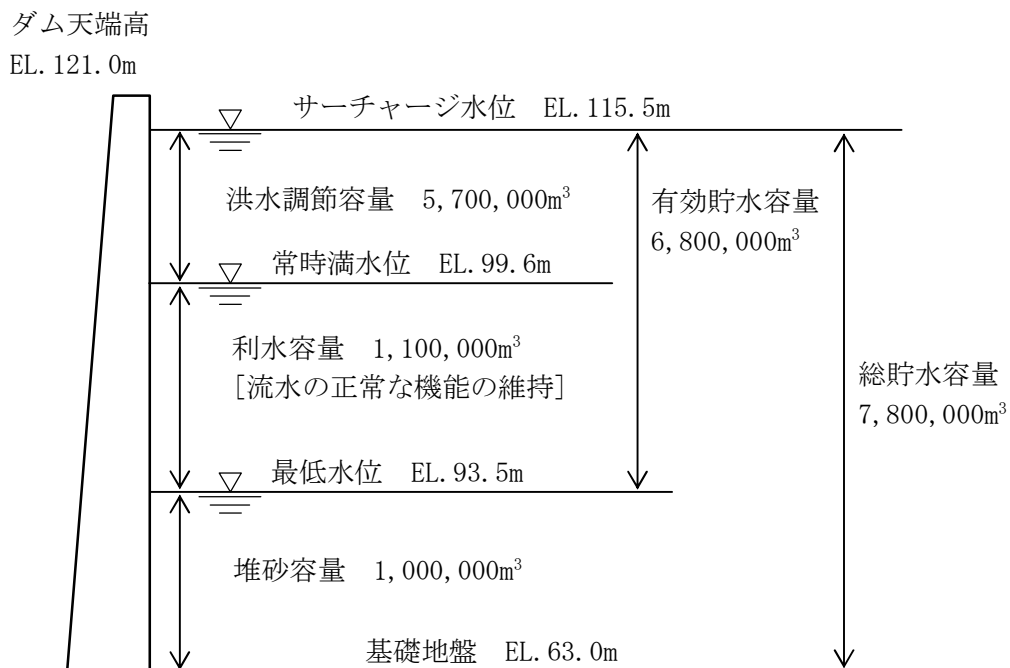 ダム天端高
EL.121.0m
サーチャージ水位 EL.115.5m
洪水調節容量 5,700,000m³
有効貯水容量
6,800,000m³
常時満水位 EL.99.6m
利水容量 1,100,000m³
[流水の正常な機能の維持]
総貯水容量
7,800,000m³
最低水位 EL.93.5m
堆砂容量 1,000,000m³
基礎地盤 EL.63.0m